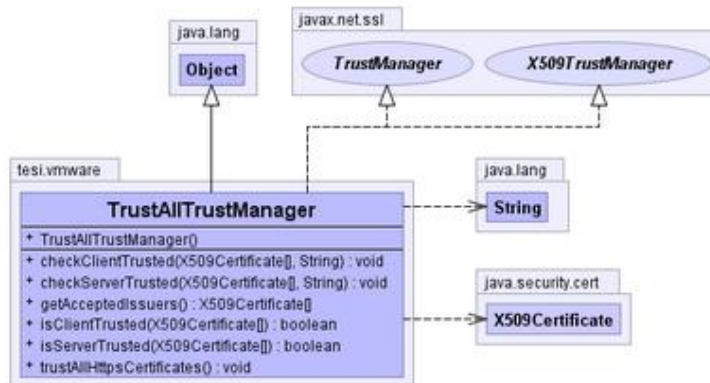 java.lang
Object
javax.net.ssl
TrustManager
X509TrustManager
tesi.vmware
TrustAllTrustManager
+ TrustAllTrustManager()
+ checkClientTrusted(X509Certificate[], String) : void
+ checkServerTrusted(X509Certificate[], String) : void
+ getAcceptedIssuers() : X509Certificate[]
+ isClientTrusted(X509Certificate[]) : boolean
+ isServerTrusted(X509Certificate[]) : boolean
+ trustAllHttpsCertificates() : void
java.lang
String
java.security.cert
X509Certificate